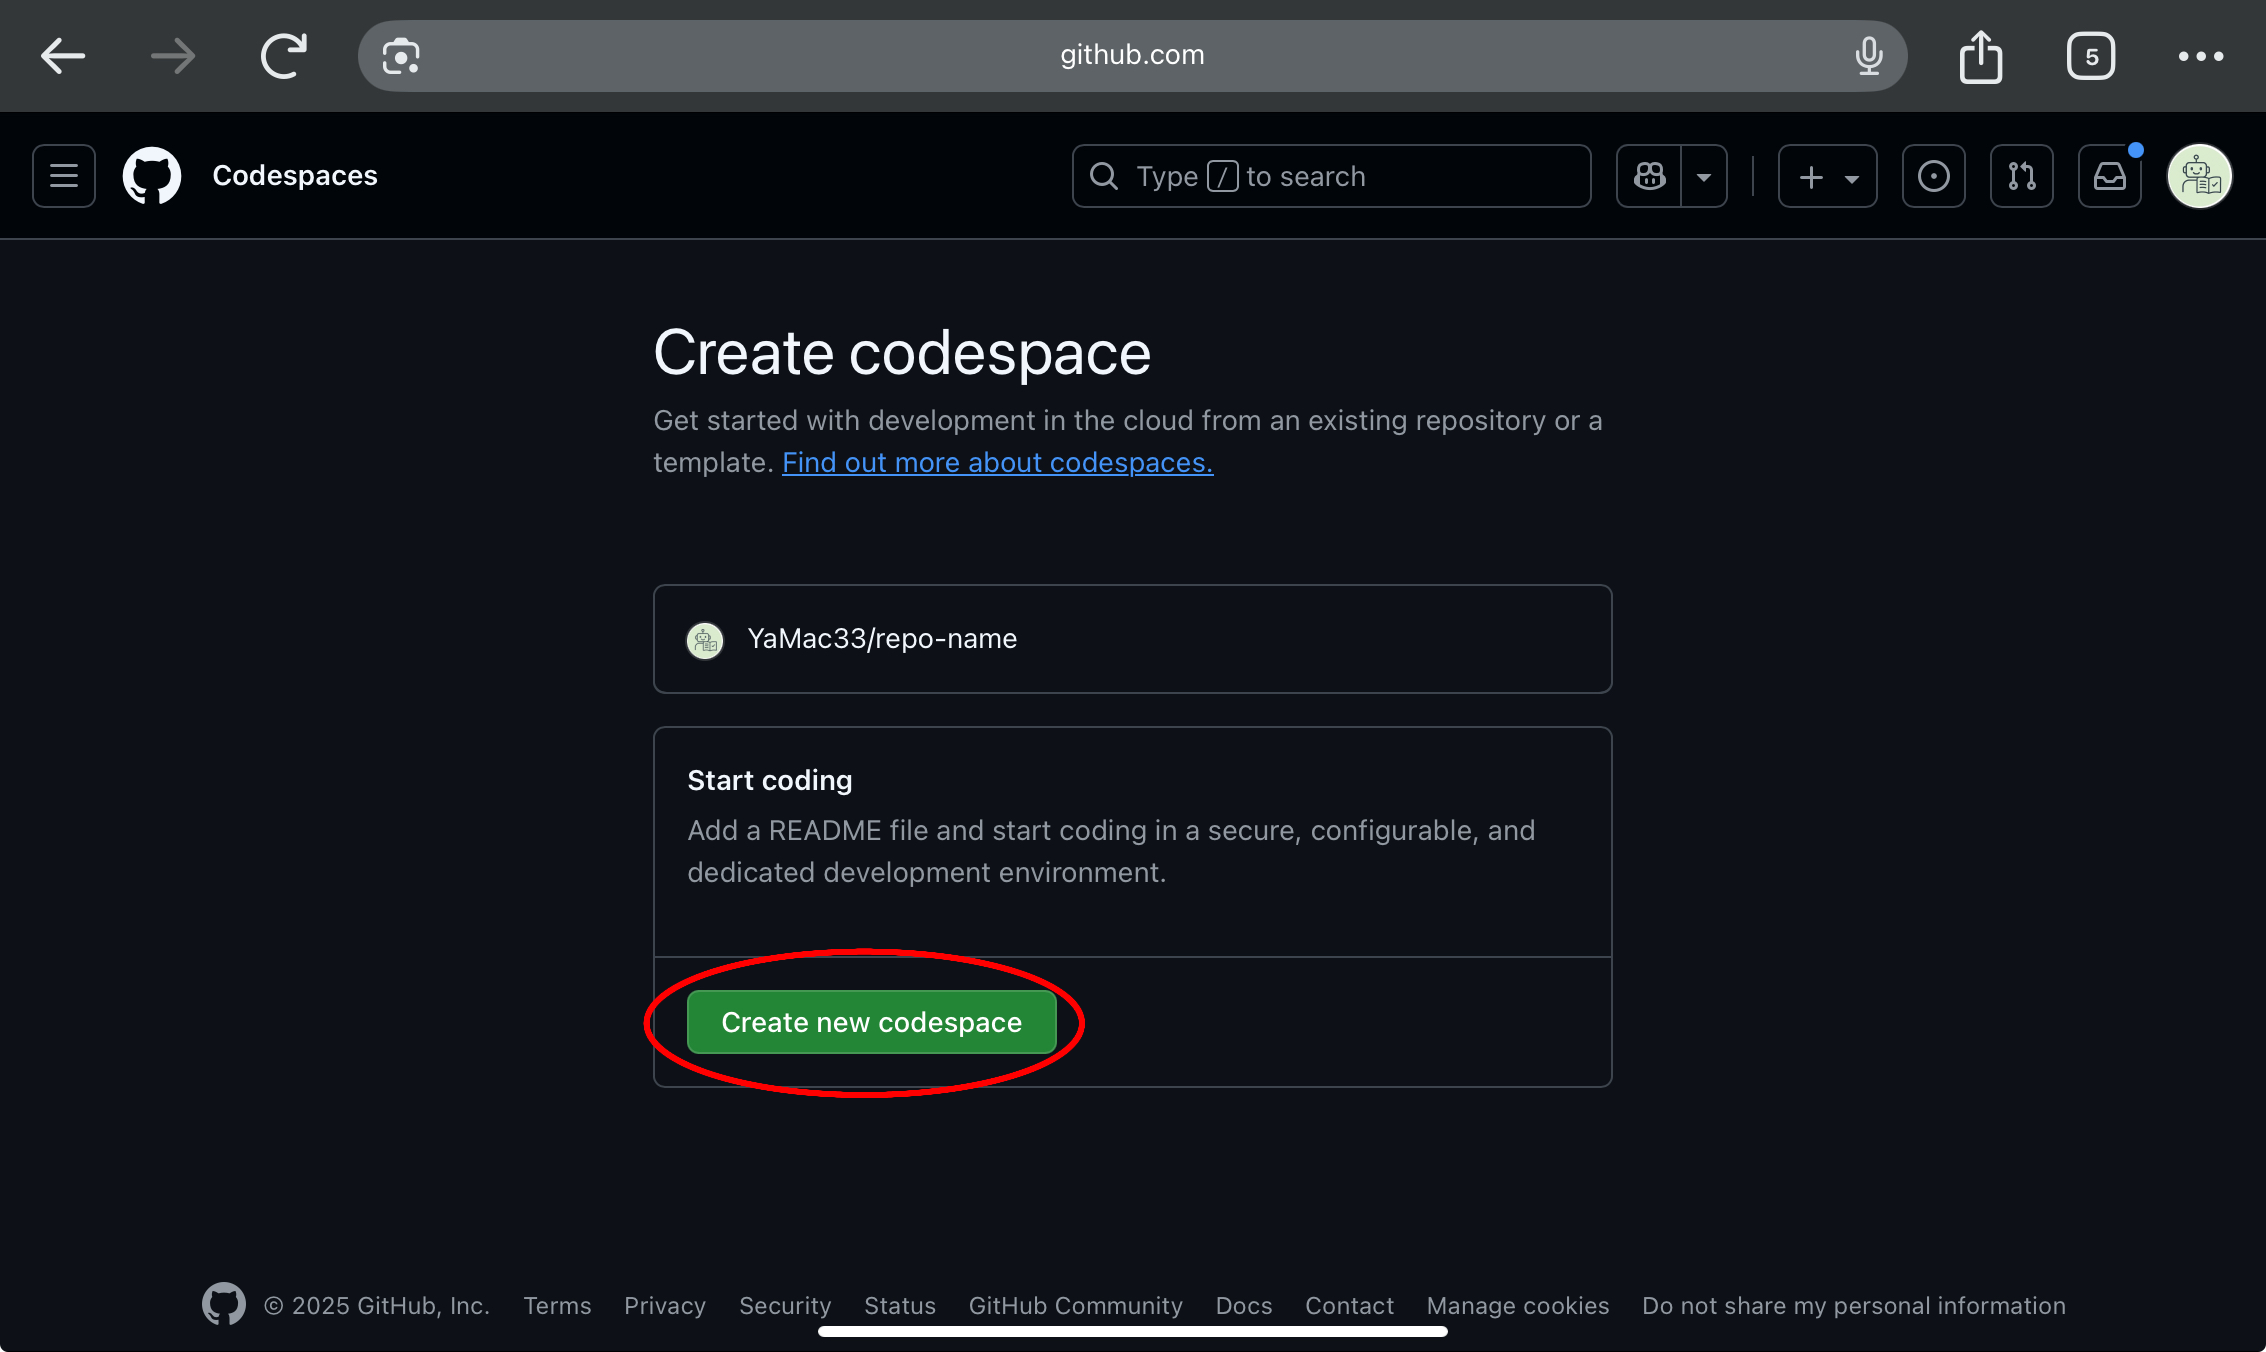 github.com
5
Codespaces
Type / to search
Create codespace
Get started with development in the cloud from an existing repository or a
template. Find out more about codespaces.
YaMac33/repo-name
Start coding
Add a README file and start coding in a secure, configurable, and
dedicated development environment.
Create new codespace
© 2025 GitHub, Inc. Terms Privacy Security Status GitHub Community Docs Contact Manage cookies Do not share my personal information